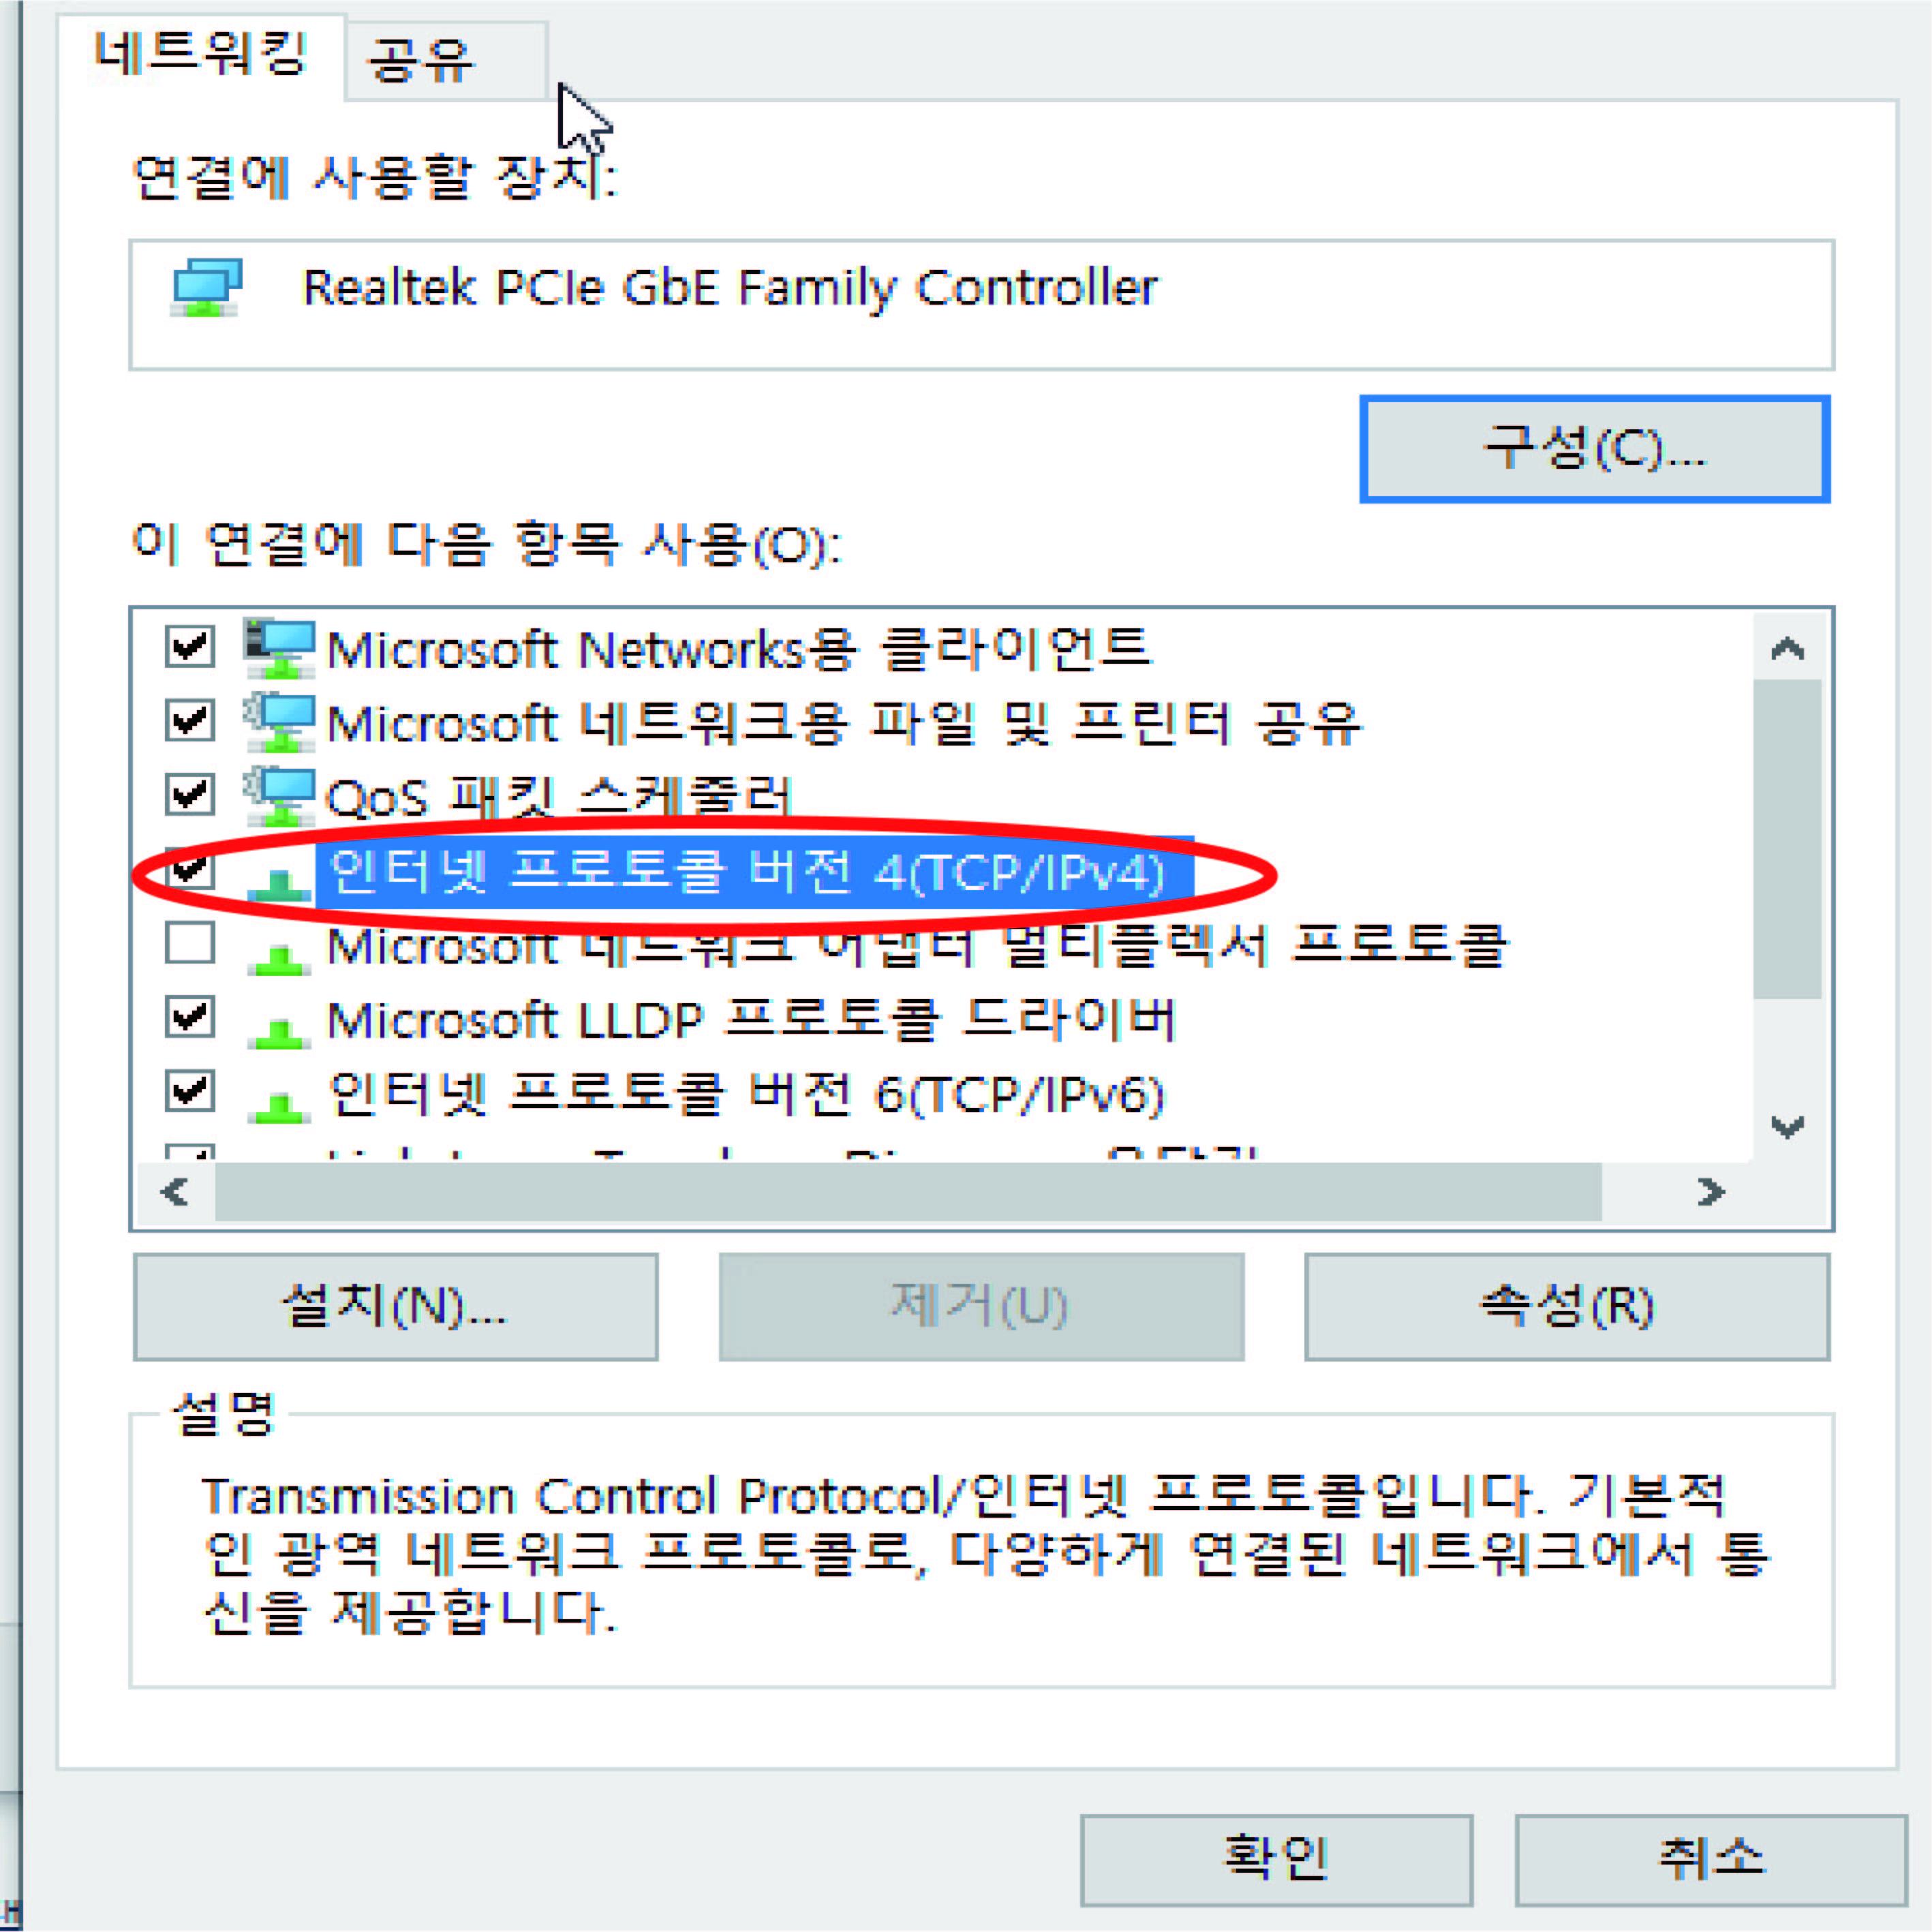 네트워킹
공유
연결에 사용할 장치:
Realtek PCIe GbE Family Controller
구성(C)...
이 연결에 다음 항목 사용(O):
Microsoft Networks용 클라이언트
Microsoft 네트워크용 파일 및 프린터 공유
QoS 패킷 스케줄러
인터넷 프로토콜 버전 4(TCP/IPv4)
Microsoft 네트워크 어댑터 멀티플렉서 프로토콜
Microsoft LLDP 프로토콜 드라이버
인터넷 프로토콜 버전 6(TCP/IPv6)
설치(N)...
제거(U)
속성(R)
설명
Transmission Control Protocol/인터넷 프로토콜입니다. 기본적
인 광역 네트워크 프로토콜로, 다양하게 연결된 네트워크에서 통
신을 제공합니다.
확인
취소